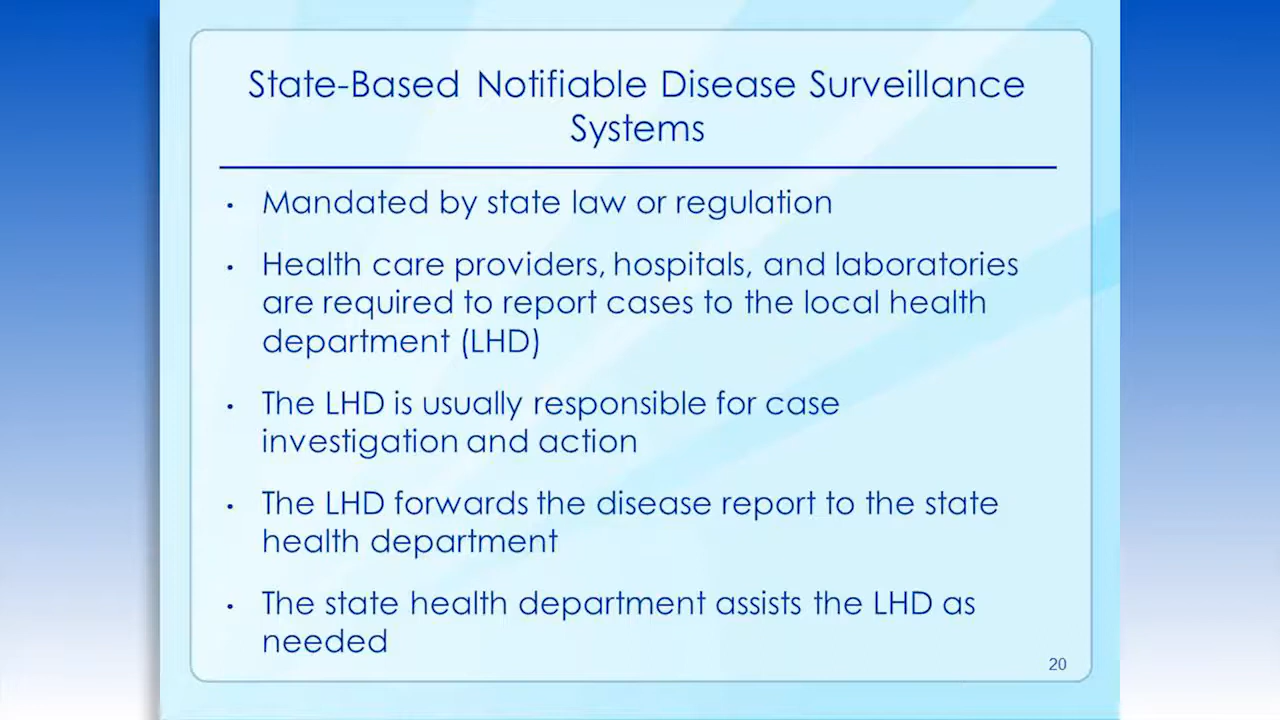 State-Based Notifiable Disease Surveillance
Systems
• Mandated by state law or regulation
• Health care providers, hospitals, and laboratories
are required to report cases to the local health
department (LHD)
• The LHD is usually responsible for case
investigation and action
• The LHD forwards the disease report to the state
health department
• The state health department assists the LHD as
needed
20